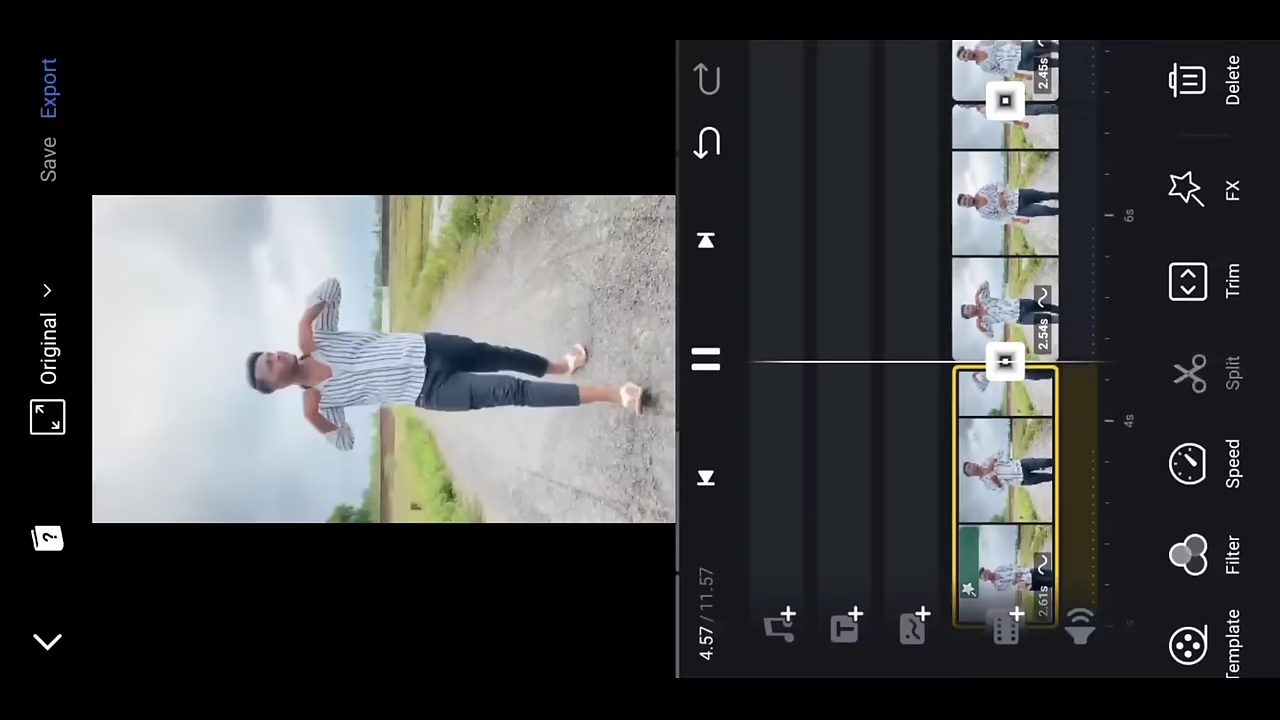 Save Export
Original
?
4.57 / 11.57
2.61s
2.54s
2.45s
4s
6s
T
Template
Filter
Speed
Split
Trim
FX
Delete